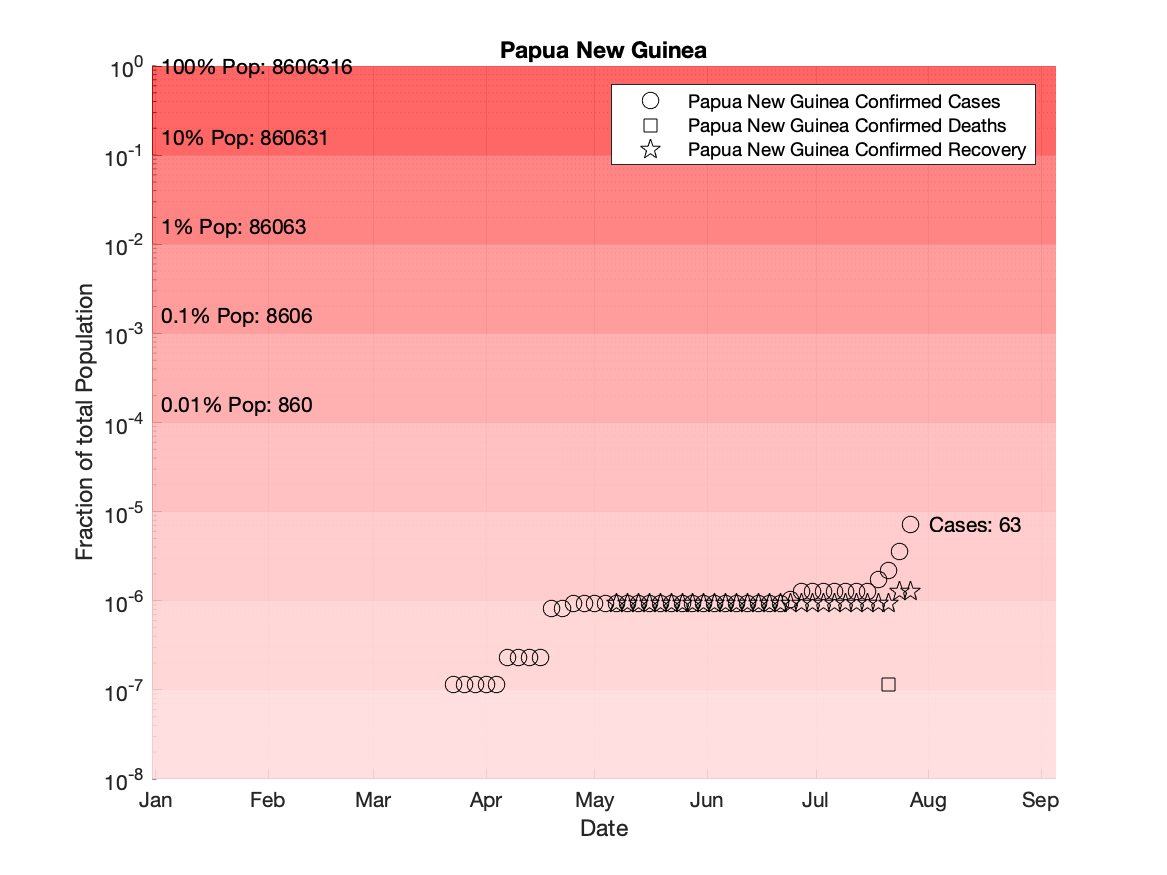 Papua New Guinea
10^0
100% Pop: 8606316
Papua New Guinea Confirmed Cases
Papua New Guinea Confirmed Deaths
Papua New Guinea Confirmed Recovery
10% Pop: 860631
10^-1
1% Pop: 86063
10^-2
0.1% Pop: 8606
10^-3
0.01% Pop: 860
10^-4
10^-5
Cases: 63
10^-6
10^-7
10^-8
Fraction of total Population
Jan Feb Mar Apr May Jun Jul Aug Sep
Date